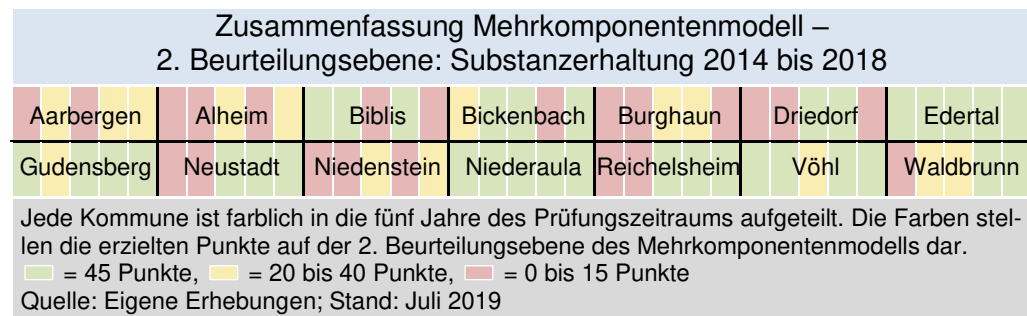 Zusammenfassung Mehrkomponentenmodell –
2. Beurteilungsebene: Substanzerhaltung 2014 bis 2018
Aarbergen Alheim Biblis Bickenbach Burghaun Driedorf Edertal
Gudensberg Neustadt Niedenstein Niederaula Reichelsheim Vöhl Waldbrunn
Jede Kommune ist farblich in die fünf Jahre des Prüfungszeitraums aufgeteilt. Die Farben stel-
len die erzielten Punkte auf der 2. Beurteilungsebene des Mehrkomponentenmodells dar.
= 45 Punkte, = 20 bis 40 Punkte, = 0 bis 15 Punkte
Quelle: Eigene Erhebungen; Stand: Juli 2019